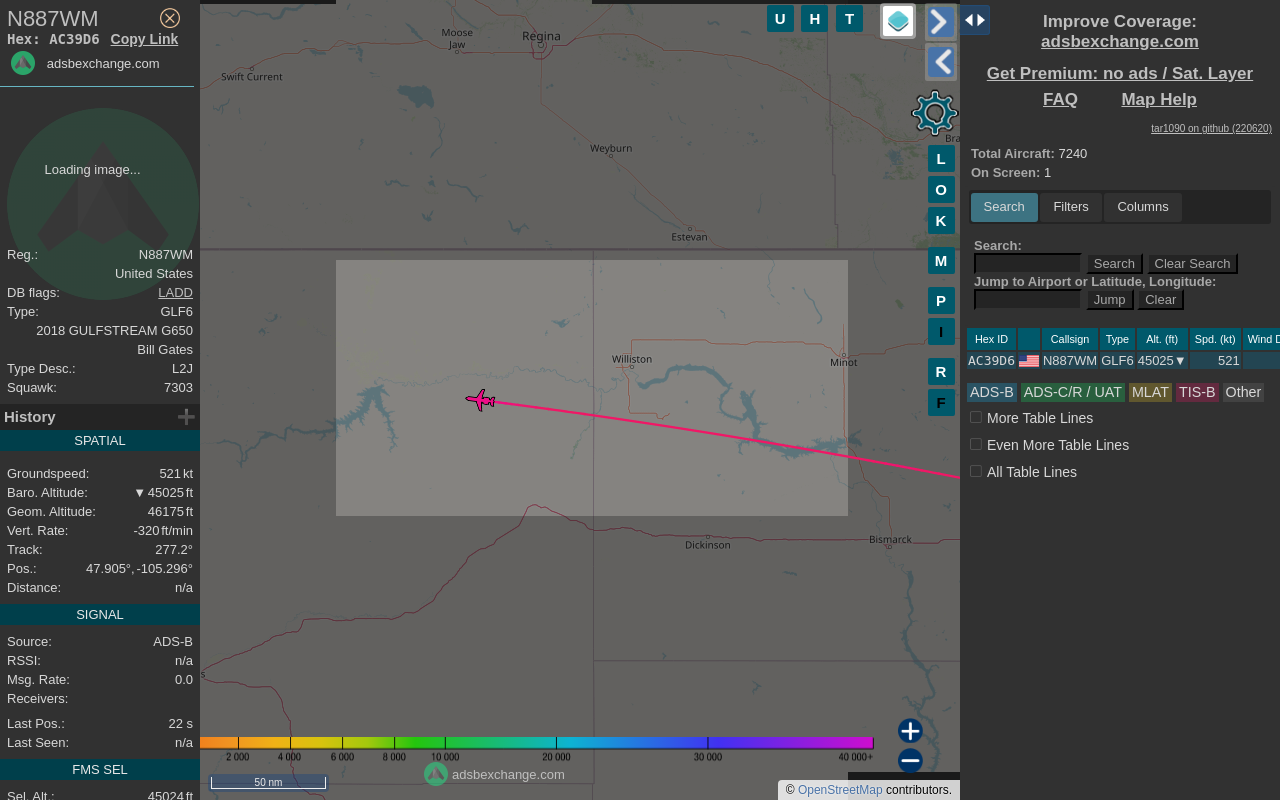 N887WM
Hex: AC39D6 Copy Link
adsbexchange.com
Loading image...
Reg.: N887WM
United States
DB flags: LADD
Type: GLF6
2018 GULFSTREAM G650
Bill Gates
Type Desc.: L2J
Squawk: 7303
History
SPATIAL
Groundspeed: 521 kt
Baro. Altitude: ▼ 45025 ft
Geom. Altitude: 46175 ft
Vert. Rate: -320 ft/min
Track: 277.2°
Pos.: 47.905°, -105.296°
Distance: n/a
SIGNAL
Source: ADS-B
RSSI: n/a
Msg. Rate: 0.0
Receivers:
Last Pos.: 22 s
Last Seen: n/a
FMS SEL
Sel. Alt.: 45024 ft
Moose
Jaw
Regina
Swift Current
Weyburn
Estevan
Bra
Williston
Minot
Dickinson
Bismarck
s
U H T
L
O
K
M
P
I
R
F
2 000 4 000 6 000 8 000 10 000 20 000 30 000 40 000+
50 nm
adsbexchange.com
© OpenStreetMap contributors.
Improve Coverage:
adsbexchange.com
Get Premium: no ads / Sat. Layer
FAQ Map Help
tar1090 on github (220620)
Total Aircraft: 7240
On Screen: 1
Search Filters Columns
Search:
Search Clear Search
Jump to Airport or Latitude, Longitude:
Jump Clear
Hex ID Callsign Type Alt. (ft) Spd. (kt) Wind D
AC39D6 N887WM GLF6 45025▼ 521
ADS-B ADS-C/R / UAT MLAT TIS-B Other
More Table Lines
Even More Table Lines
All Table Lines